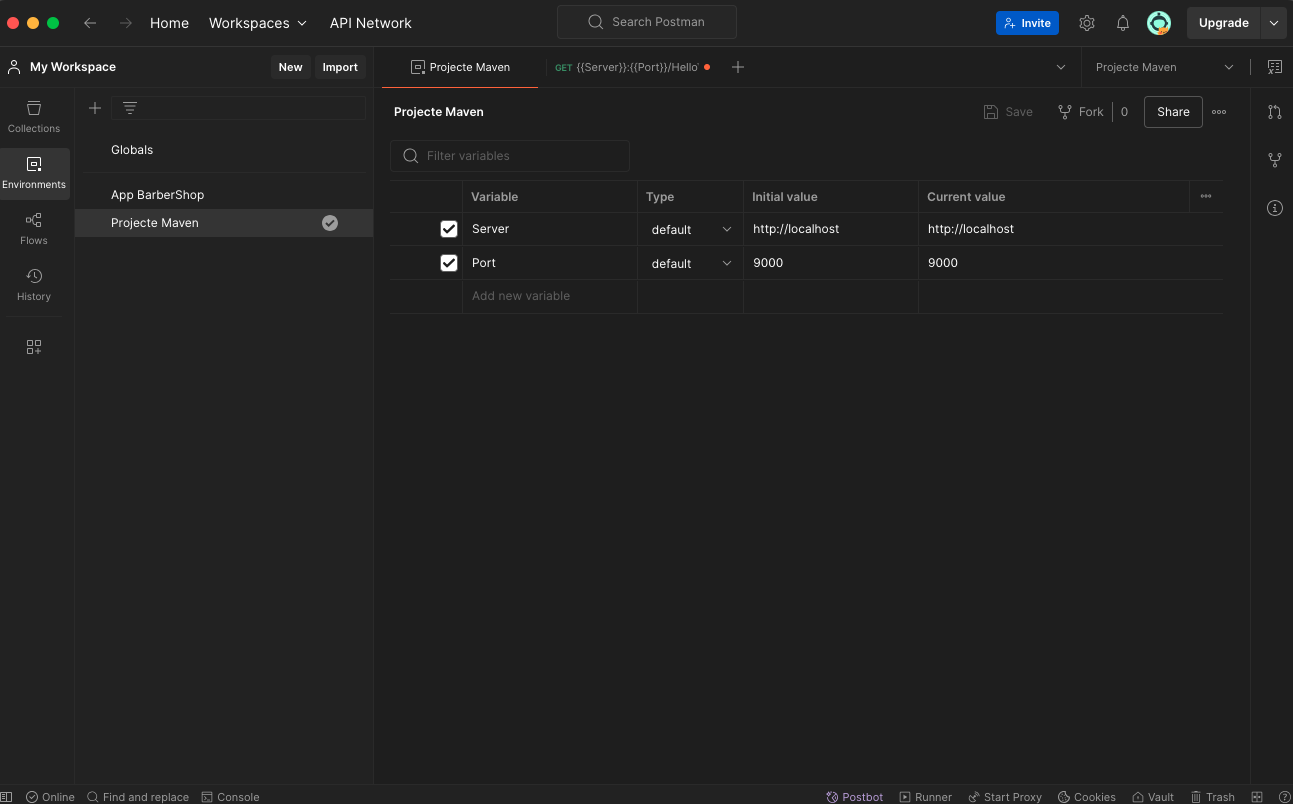 Home Workspaces API Network Search Postman Invite Upgrade
My Workspace New Import Projecte Maven GET {{Server}}:{{Port}}/Hello Projecte Maven
Collections
Environments
Flows
History
Globals
App BarberShop
Projecte Maven
Projecte Maven Save Fork 0 Share
Filter variables
Variable Type Initial value Current value
Server default http://localhost http://localhost
Port default 9000 9000
Add new variable
Online Find and replace Console Postbot Runner Start Proxy Cookies Vault Trash